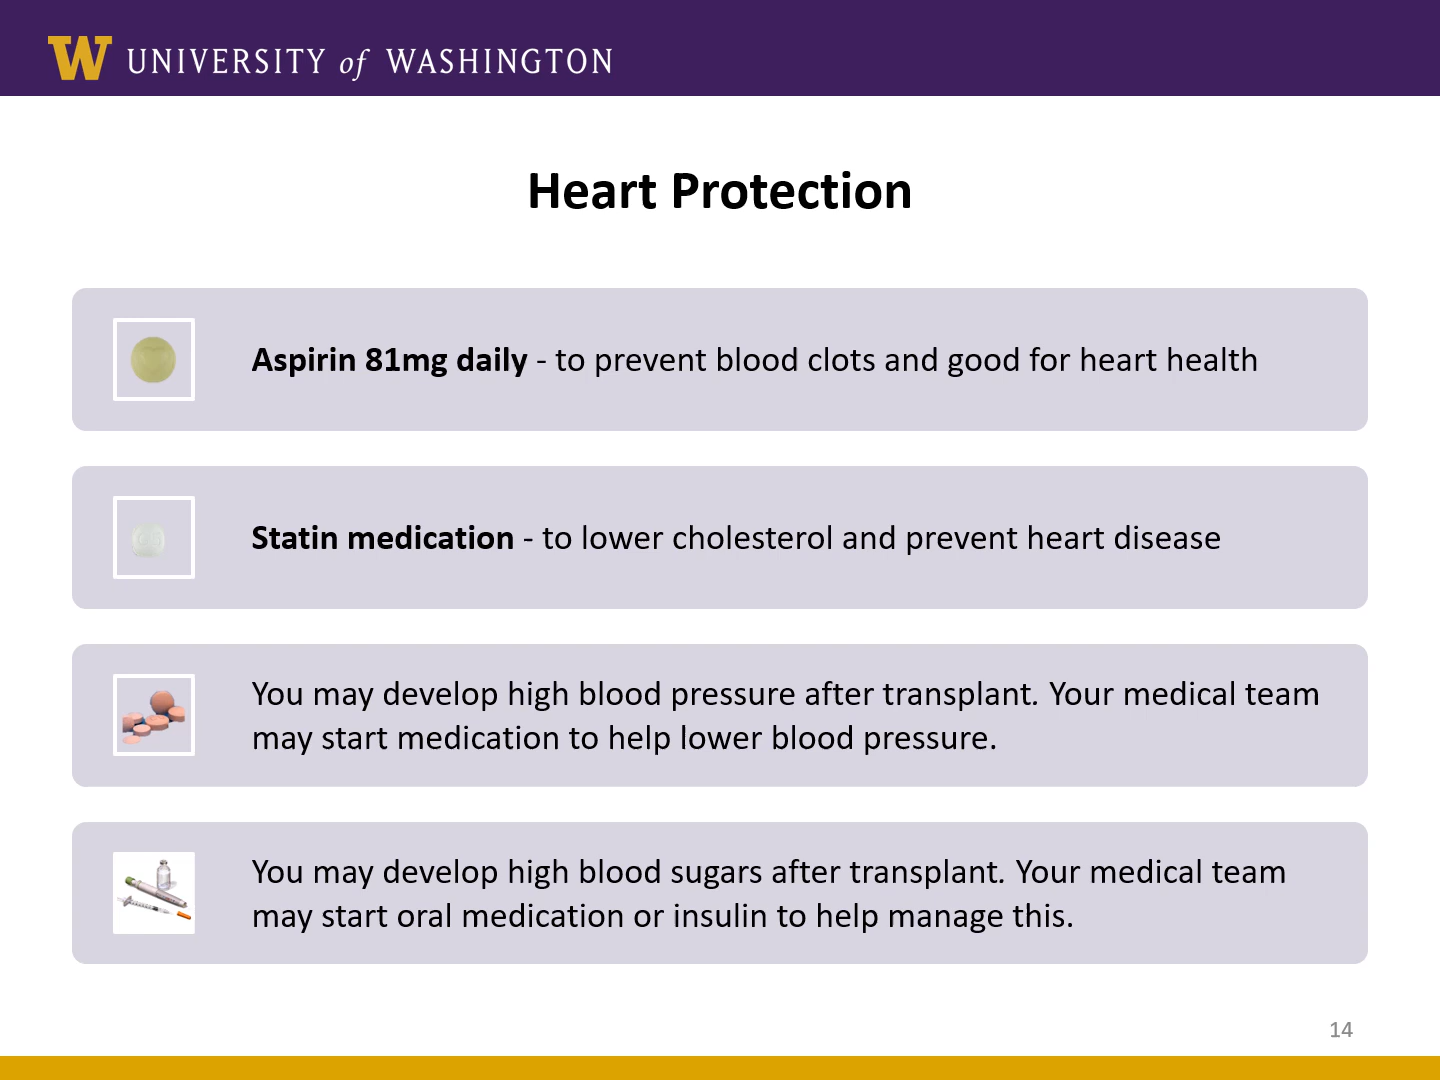 W UNIVERSITY of WASHINGTON
Heart Protection
Aspirin 81mg daily - to prevent blood clots and good for heart health
Statin medication - to lower cholesterol and prevent heart disease
You may develop high blood pressure after transplant. Your medical team
may start medication to help lower blood pressure.
You may develop high blood sugars after transplant. Your medical team
may start oral medication or insulin to help manage this.
14